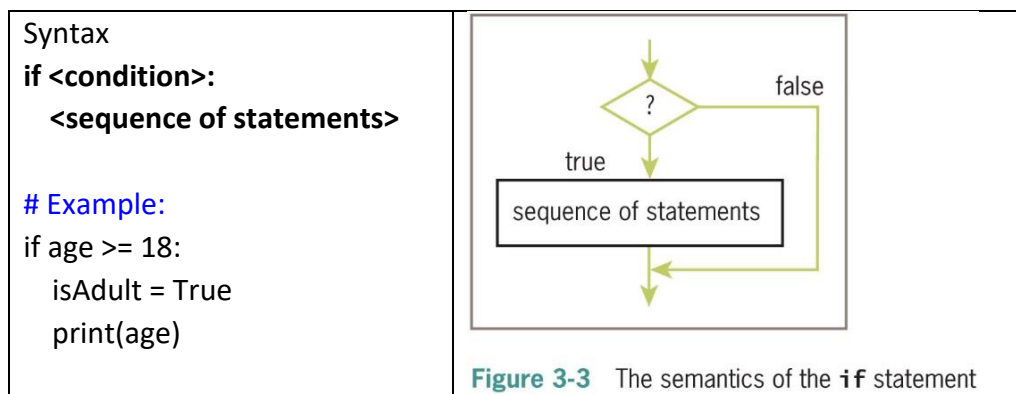 Syntax
if <condition>:
<sequence of statements>
# Example:
if age >= 18:
isAdult = True
print(age)
?
false
true
sequence of statements
Figure 3-3 The semantics of the if statement